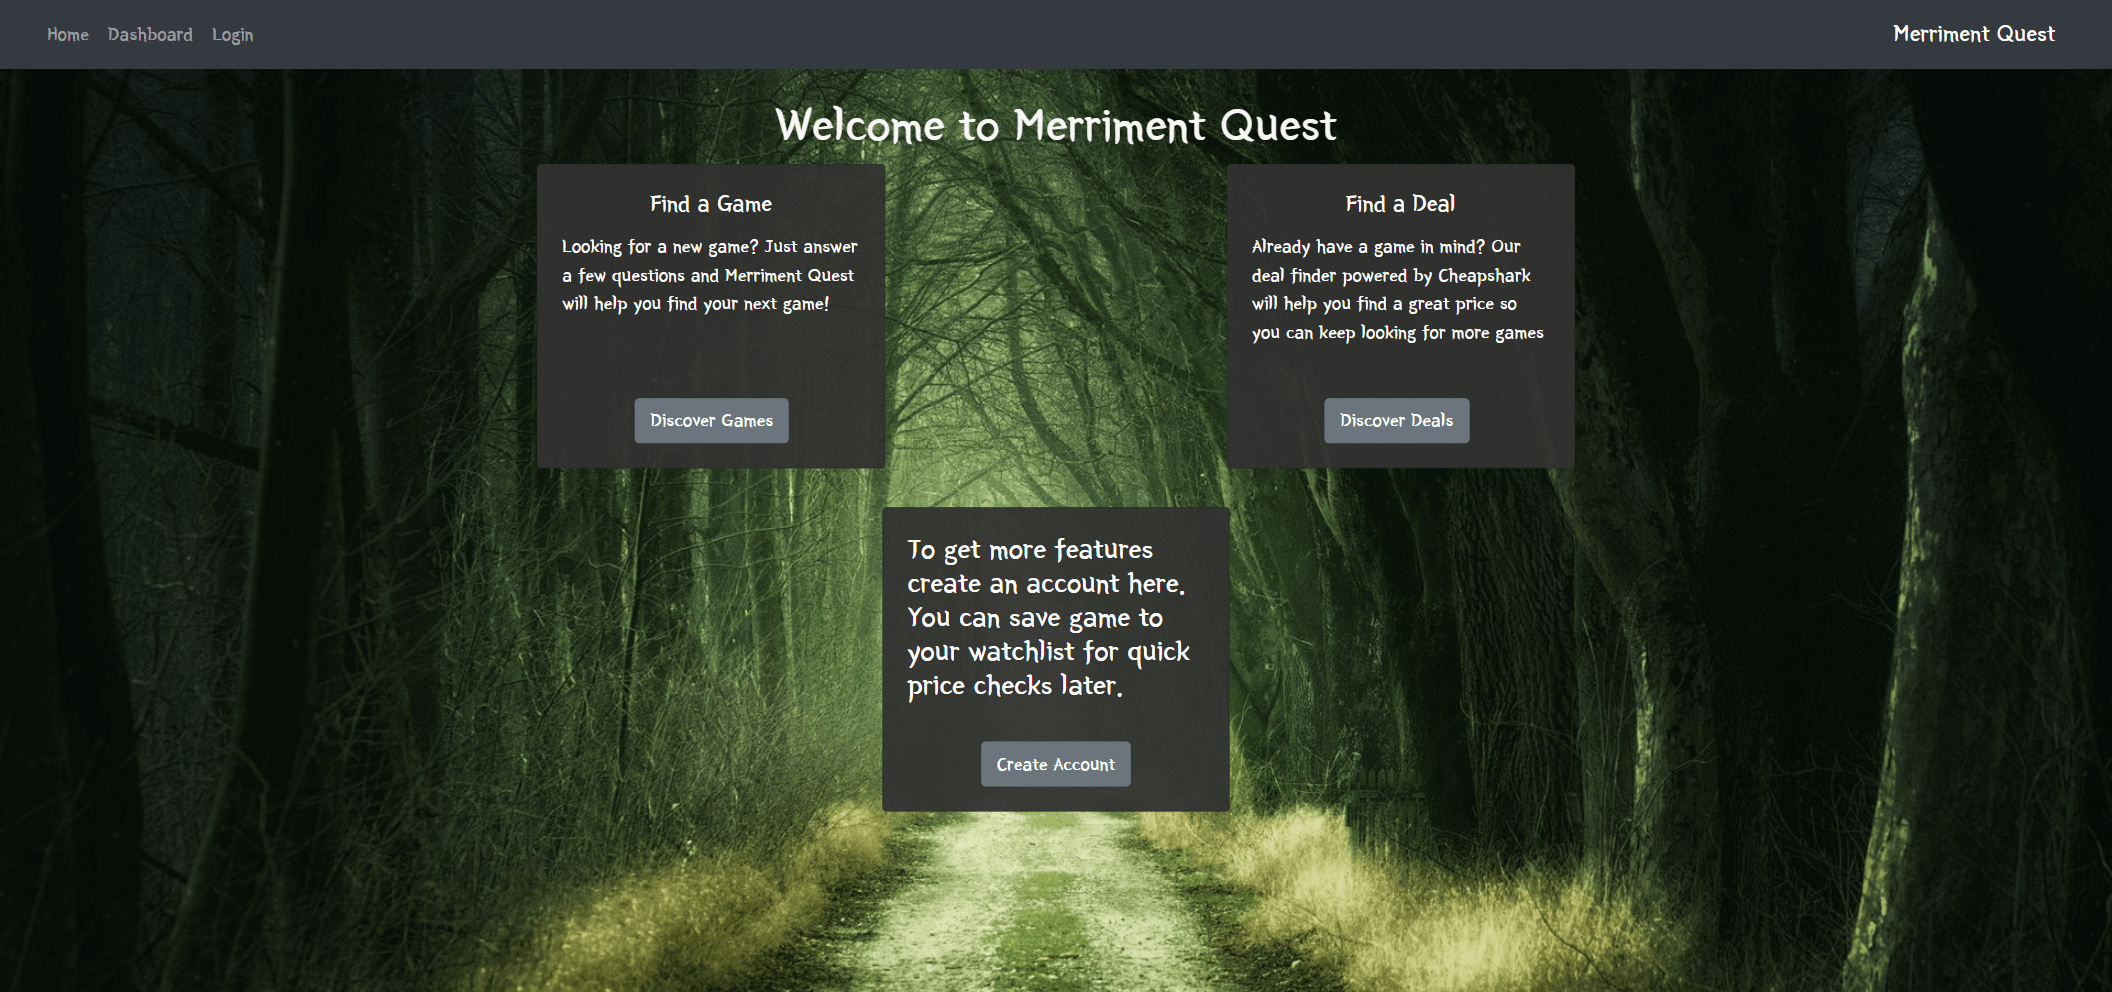 Home Dashboard Login Merriment Quest
Welcome to Merriment Quest
Find a Game
Looking for a new game? Just answer
a few questions and Merriment Quest
will help you find your next game!
Discover Games
Find a Deal
Already have a game in mind? Our
deal finder powered by Cheapshark
will help you find a great price so
you can keep looking for more games
Discover Deals
To get more features
create an account here.
You can save game to
your watchlist for quick
price checks later.
Create Account